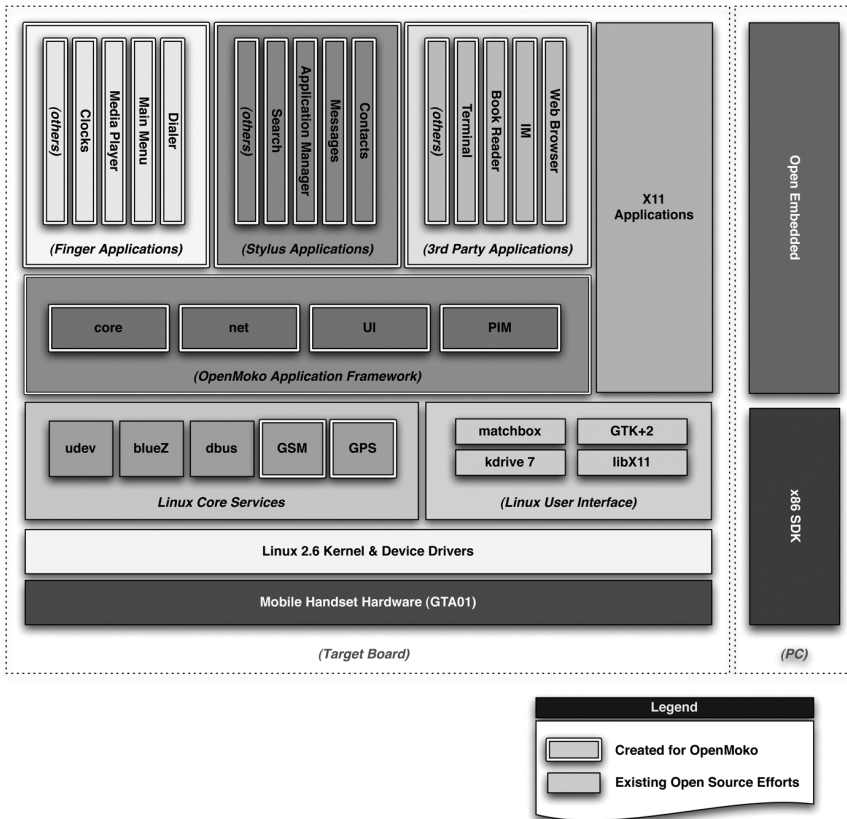 (others)
Clocks
Media Player
Main Menu
Dialer
(Finger Applications)
(others)
Search
Application Manager
Messages
Contacts
(Stylus Applications)
(others)
Terminal
Book Reader
IM
Web Browser
(3rd Party Applications)
X11
Applications
Open Embedded
core
net
UI
PIM
(OpenMoko Application Framework)
udev
blueZ
dbus
GSM
GPS
Linux Core Services
matchbox
GTK+2
kdrive 7
libX11
(Linux User Interface)
x86 SDK
Linux 2.6 Kernel & Device Drivers
Mobile Handset Hardware (GTA01)
(Target Board)
(PC)
Legend
Created for OpenMoko
Existing Open Source Efforts